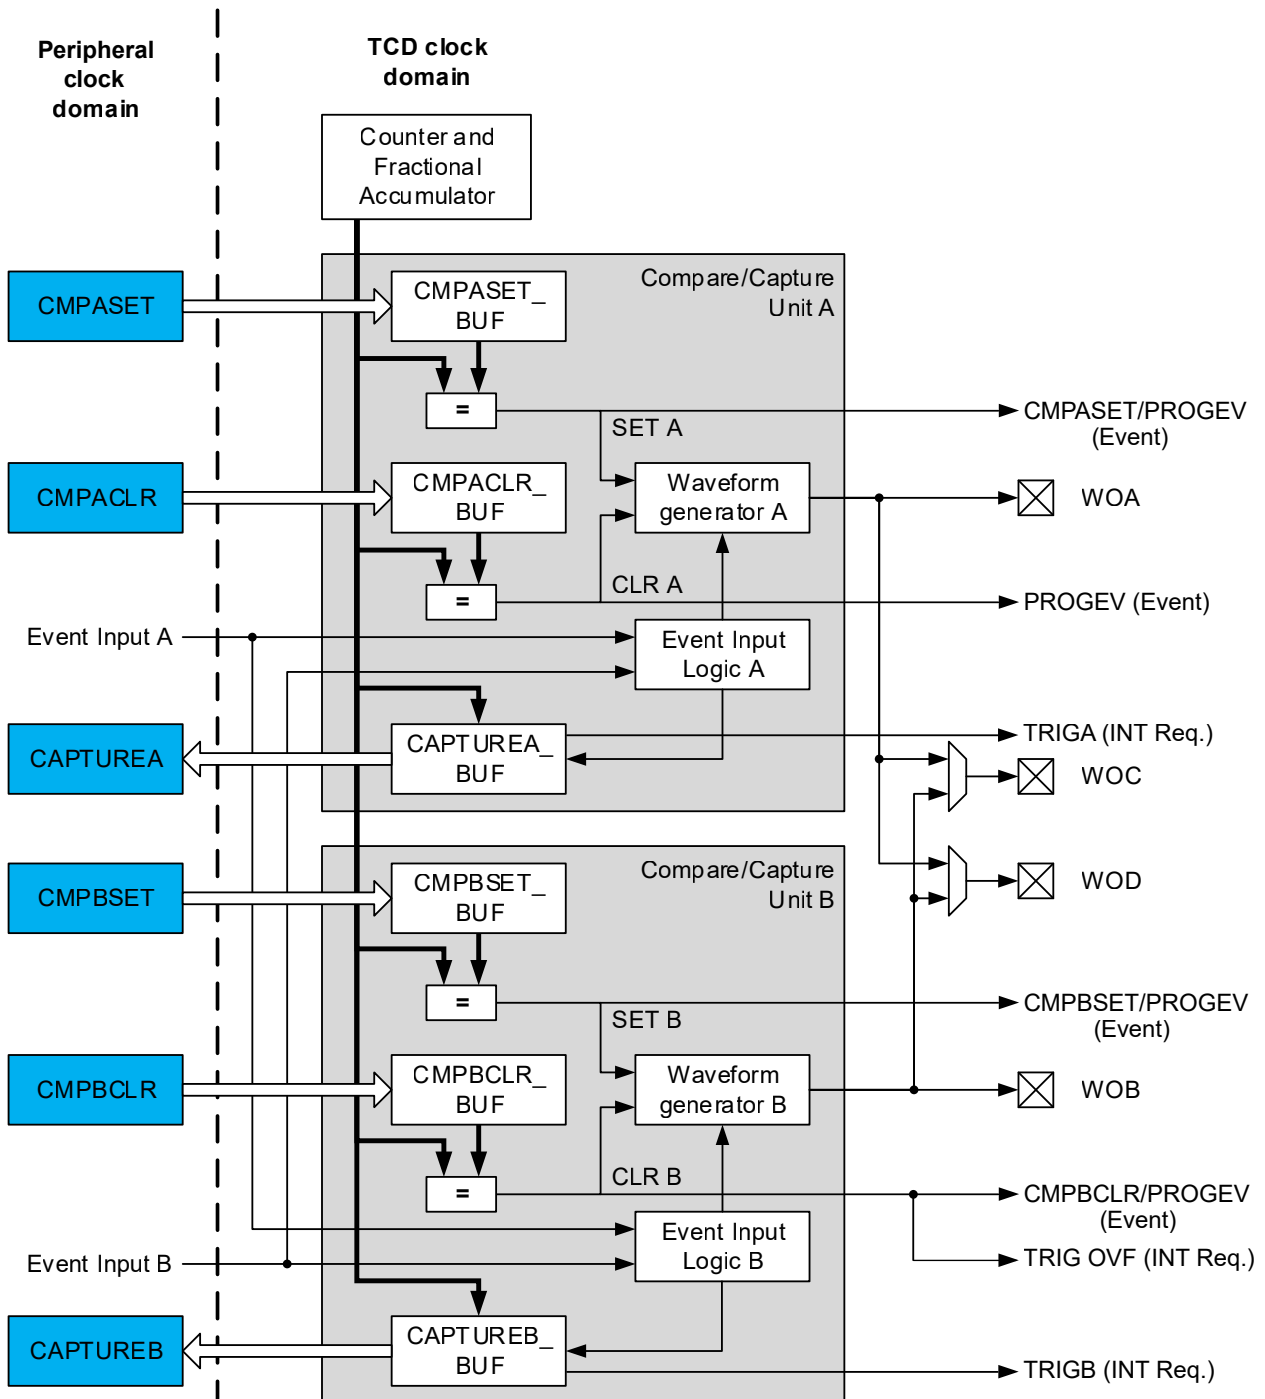 Peripheral
clock
domain
TCD clock
domain
Counter and
Fractional
Accumulator
Compare/Capture
Unit A
CMPASET
CMPASET_
BUF
=
SET A
CMPASET/PROGEV
(Event)
CMPACLR
CMPACLR_
BUF
Waveform
generator A
WOA
=
CLR A
PROGEV (Event)
Event Input A
Event Input
Logic A
CAPTUREA
CAPTUREA_
BUF
TRIGA (INT Req.)
WOC
Compare/Capture
Unit B
CMPBSET
CMPBSET_
BUF
WOD
=
SET B
CMPBSET/PROGEV
(Event)
CMPBCLR
CMPBCLR_
BUF
Waveform
generator B
WOB
=
CLR B
CMPBCLR/PROGEV
(Event)
Event Input B
Event Input
Logic B
TRIG OVF (INT Req.)
CAPTUREB
CAPTUREB_
BUF
TRIGB (INT Req.)